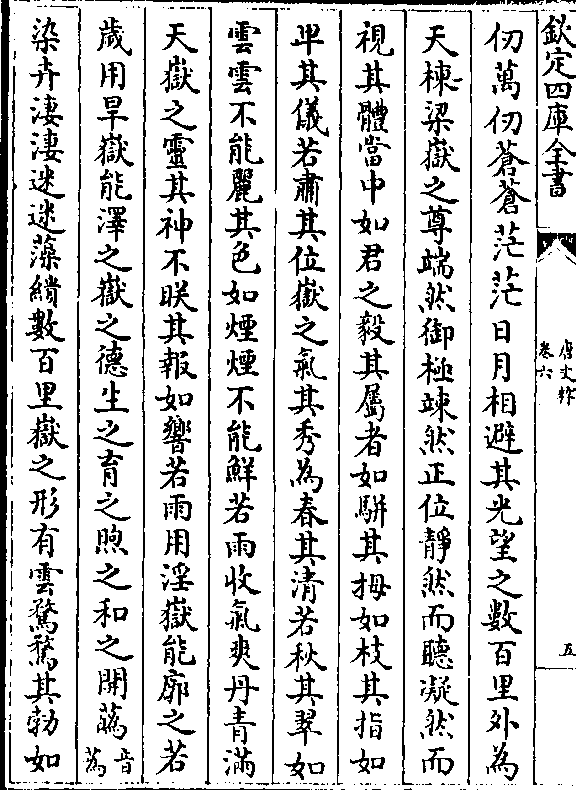 欽定四庫全書
唐文粹
卷六
五
仞萬仞蒼蒼茫茫日月相避其光望之數百里外為
天棟梁嶽之尊端然御極竦然正位靜然而聽凝然而
視其體當中如君之毅其屬者如駢其拇如枝其指如
卑其儀若肅其位嶽之氣其秀為春其清若秋其翠如
雲雲不能麗其色如煙煙不能鮮若雨收氣爽丹青滿
天嶽之靈其神不昳其報如響若雨用淫嶽能廓之若
歲用旱嶽能澤之嶽之德生之育之煦之和之開蘤音為
染卉淒淒迷迷藻繢數百里嶽之形有雲騖騖其勃如